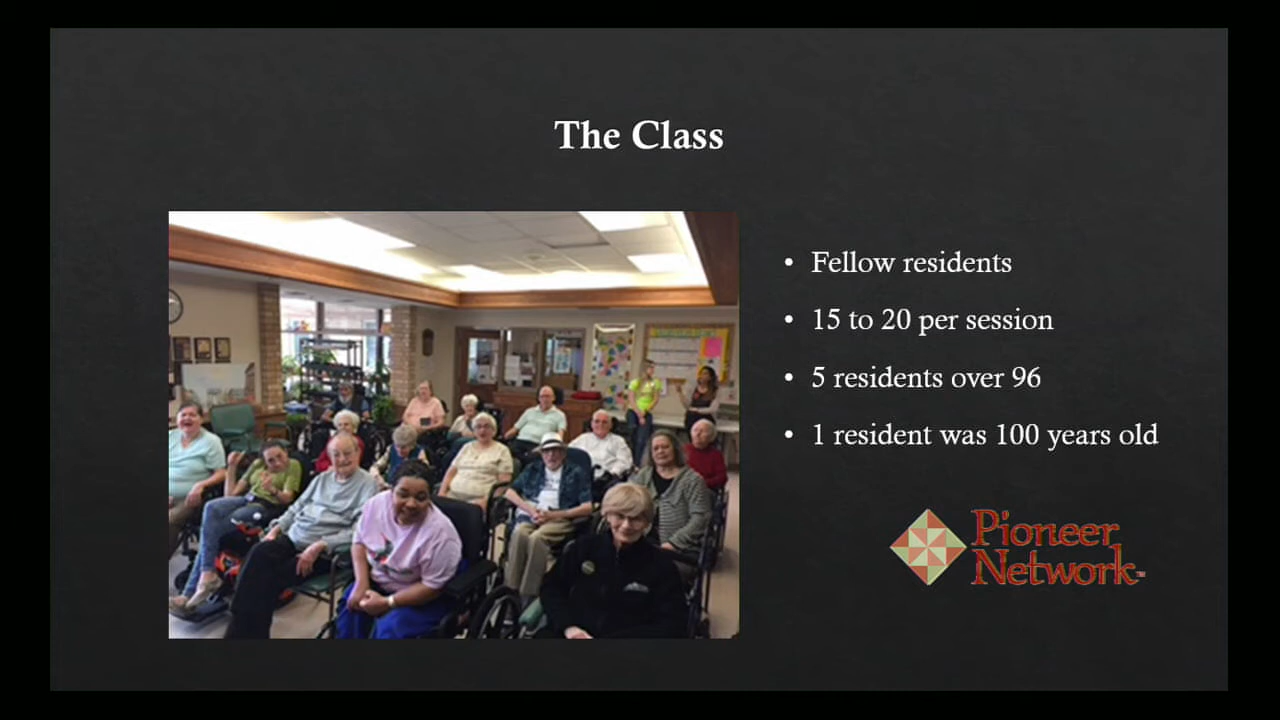 The Class
• Fellow residents
• 15 to 20 per session
• 5 residents over 96
• 1 resident was 100 years old
Pioneer
Network™